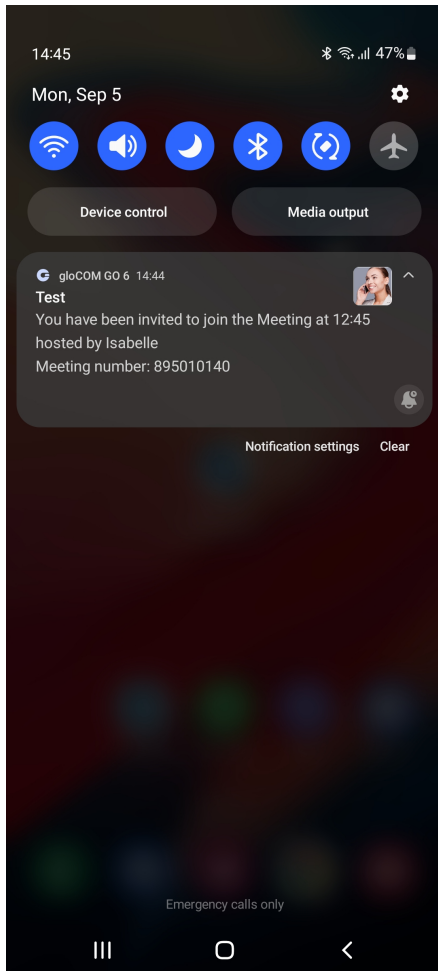 14:45 47%
Mon, Sep 5
Device control Media output
gloCOM GO 6 14:44
Test
You have been invited to join the Meeting at 12:45
hosted by Isabelle
Meeting number: 895010140
Notification settings Clear
Emergency calls only